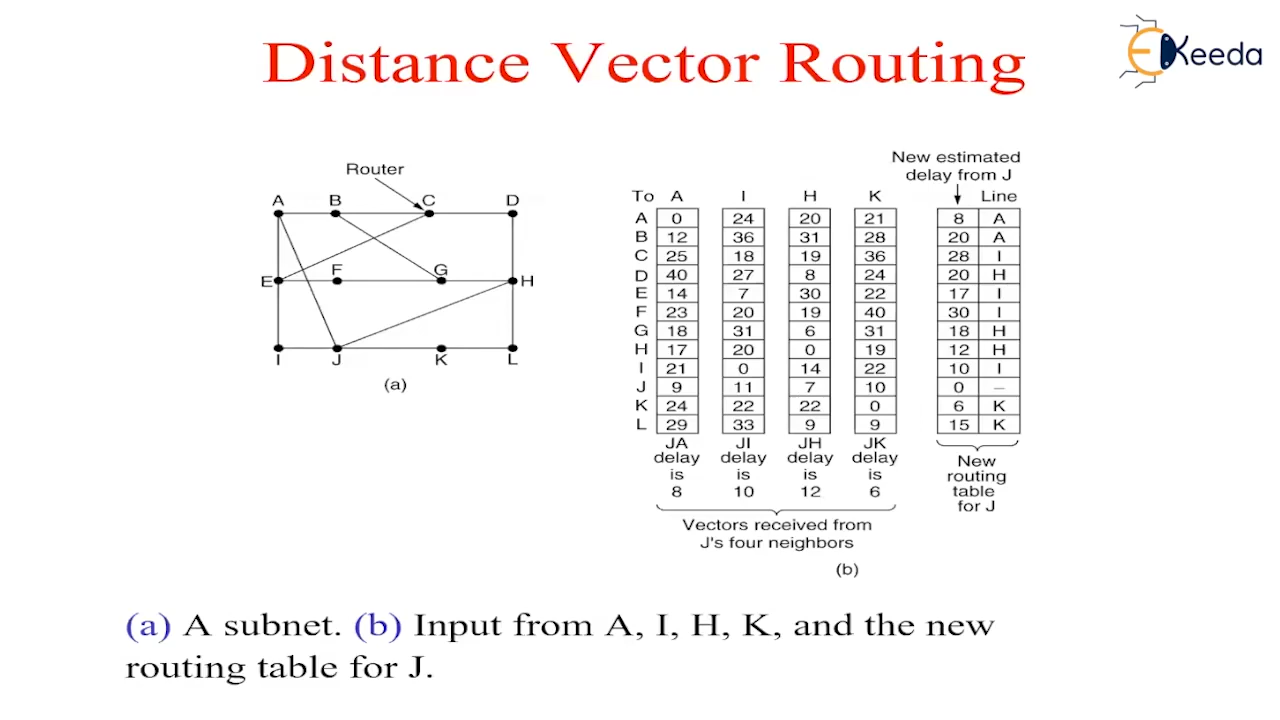 Distance Vector Routing
EKeeda
Router
A B C D
E F G H
I J K L
(a)
New estimated
delay from J
To A I H K Line
A 0 24 20 21 8 A
B 12 36 31 28 20 A
C 25 18 19 36 28 I
D 40 27 8 24 20 H
E 14 7 30 22 17 I
F 23 20 19 40 30 I
G 18 31 6 31 18 H
H 17 20 0 19 12 H
I 21 0 14 22 10 I
J 9 11 7 10 0 –
K 24 22 22 0 6 K
L 29 33 9 9 15 K
JA JI JH JK
delay delay delay delay
is is is is
8 10 12 6
New
routing
table
for J
Vectors received from
J's four neighbors
(b)
(a) A subnet. (b) Input from A, I, H, K, and the new
routing table for J.